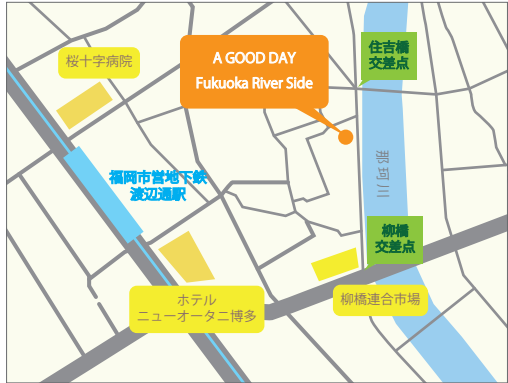 桜十字病院
A GOOD DAY
Fukuoka River Side
住吉橋
交差点
福岡市営地下鉄
渡辺通駅
那珂川
柳橋
交差点
ホテル
ニューオータニ博多
柳橋連合市場